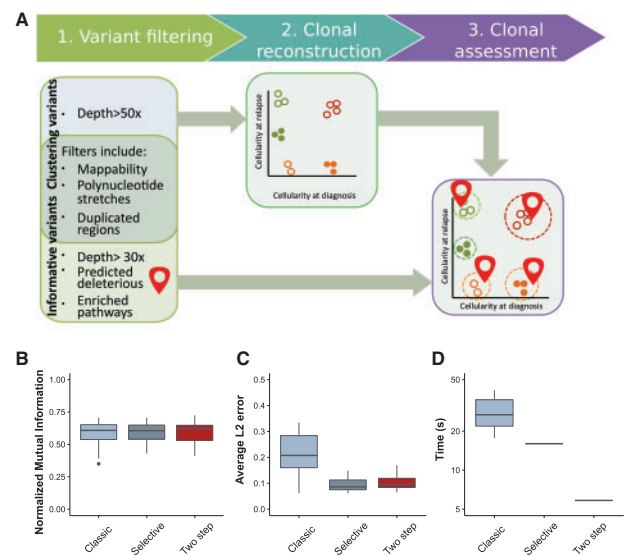 A
1. Variant filtering
2. Clonal
reconstruction
3. Clonal
assessment
Clustering variants
• Depth>50x
Filters include:
• Mappability
• Polynucleotide
stretches
• Duplicated
regions
Informative variants
• Depth> 30x
• Predicted
deleterious
• Enriched
pathways
Cellularity at relapse
Cellularity at diagnosis
Cellularity at relapse
Cellularity at diagnosis
B
Normalized Mutual Information
1.00
0.75
0.50
0.25
0.00
Classic
Selective
Two step
C
Average L2 error
0.5
0.4
0.3
0.2
0.1
0.0
Classic
Selective
Two step
D
Time (s)
50
20
10
5
Classic
Selective
Two step